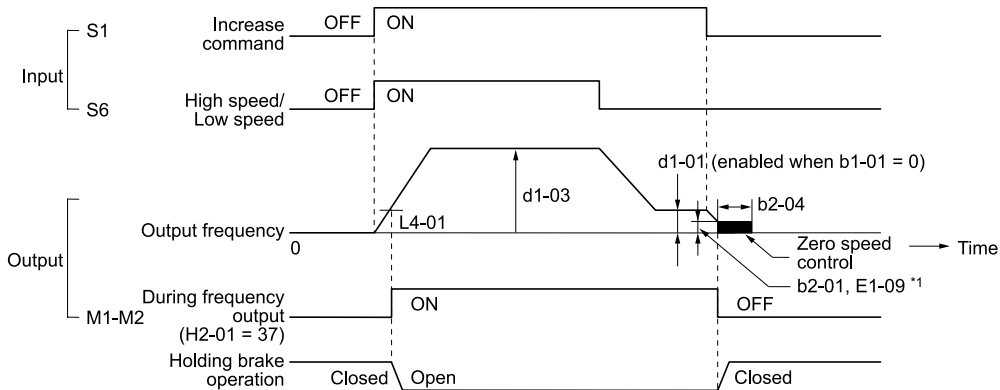 Input
S1
Increase
command
OFF
ON
S6
High speed/
Low speed
OFF
ON
d1-01 (enabled when b1-01 = 0)
d1-03
b2-04
L4-01
Output
Output frequency
0
Zero speed
control
Time
b2-01, E1-09 *1
M1-M2
During frequency
output
(H2-01 = 37)
ON
OFF
Holding brake
operation
Closed
Open
Closed